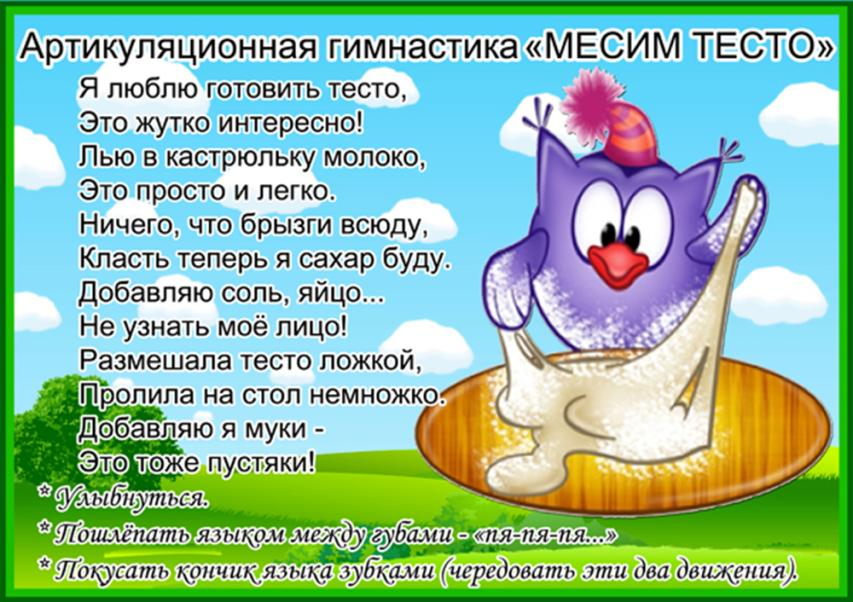 Артикуляционная гимнастика «МЕСИМ ТЕСТО»
Я люблю готовить тесто,
Это жутко интересно!
Лью в кастрюльку молоко,
Это просто и легко.
Ничего, что брызги всюду,
Класть теперь я сахар буду.
Добавляю соль, яйцо...
Не узнать моё лицо!
Размешала тесто ложкой,
Пролила на стол немножко.
Добавляю я муки -
Это тоже пустяки!
* Улыбнуться.
* Пошлёпать языком между губами - «пя-пя-пя...»
* Покусать кончик языка зубками (чередовать эти два движения).